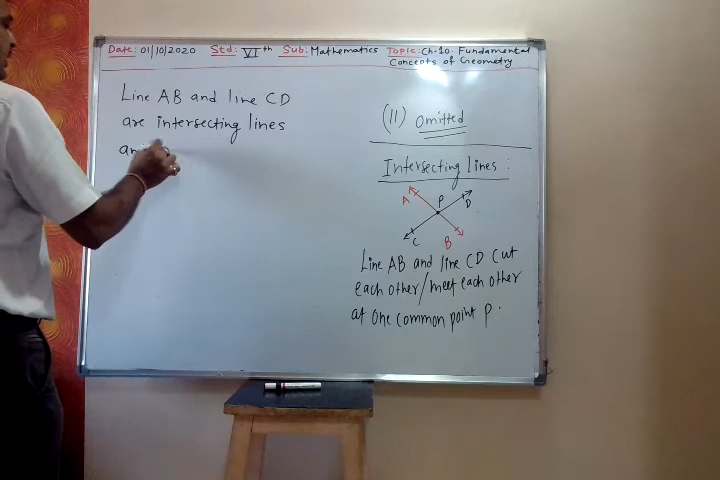 Date: 01/10/2020 Std: VIth Sub: Mathematics Topic: Ch-10. Fundamental
Concepts of Geometry
Line AB and line CD
are intersecting lines
an
(11) Omitted
Intersecting lines:
A P D
C B
Line AB and line CD cut
each other/meet each other
at one common point P.